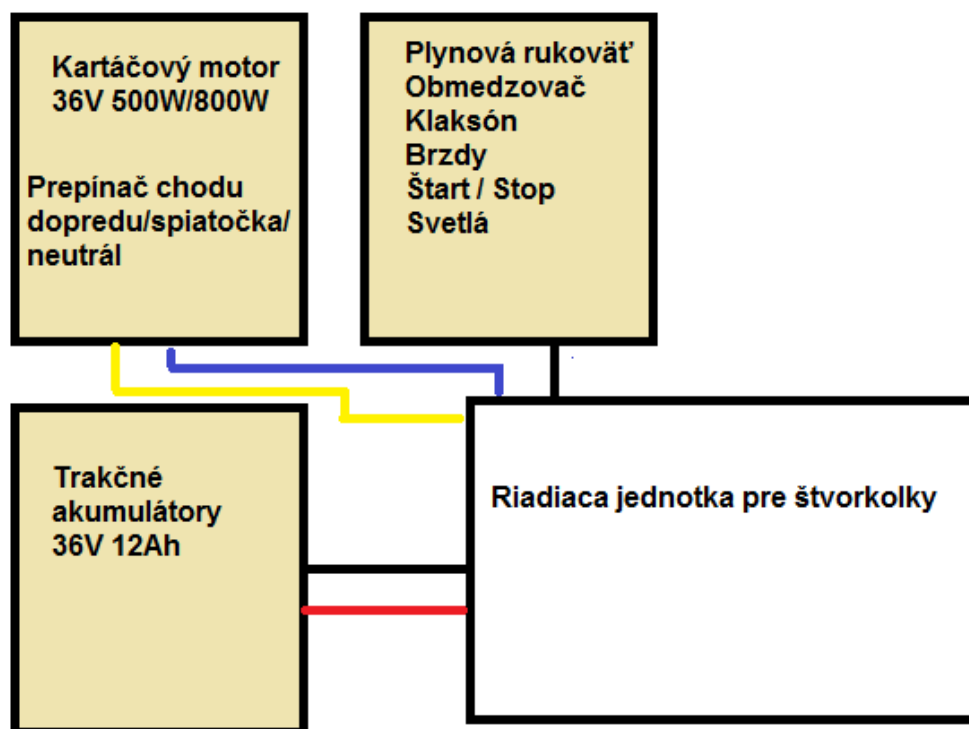 Kartáčový motor
36V 500W/800W
Prepínač chodu
dopredu/spiatočka/
neutrál
Plynová rukoväť
Obmedzovač
Klaksón
Brzdy
Štart / Stop
Svetlá
Trakčné
akumulátory
36V 12Ah
Riadiaca jednotka pre štvorkolky